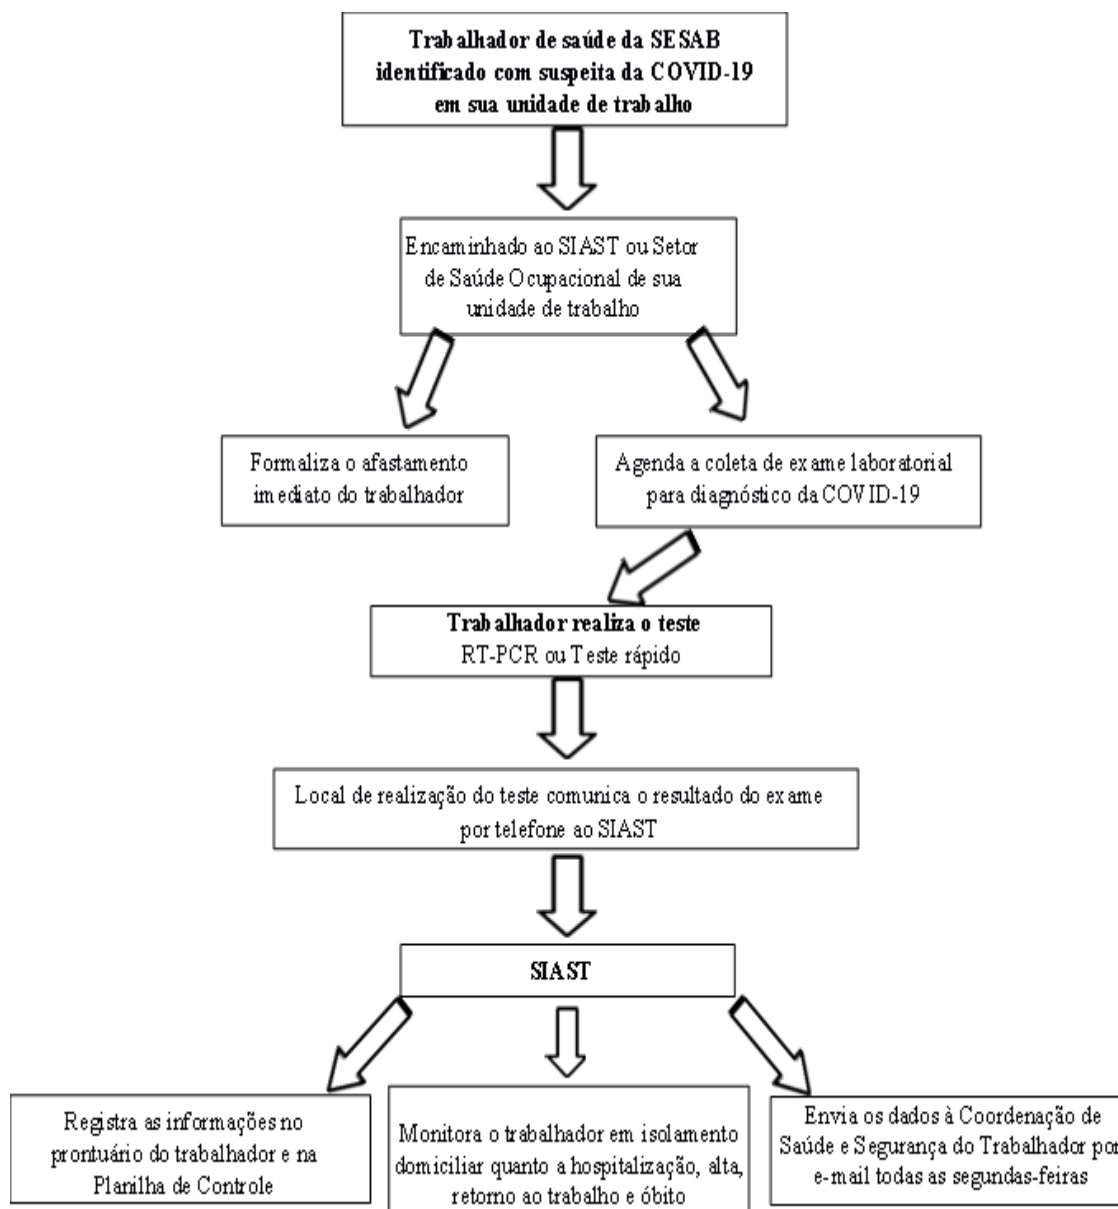 Trabalhador de saúde da SESAB
identificado com suspeita da COVID-19
em sua unidade de trabalho
Encaminhado ao SIAST ou Setor
de Saúde Ocupacional de sua
unidade de trabalho
Formaliza o afastamento
imediato do trabalhador
Agenda a coleta de exame laboratorial
para diagnóstico da COVID-19
Trabalhador realiza o teste
RT-PCR ou Teste rápido
Local de realização do teste comunica o resultado do exame
por telefone ao SIAST
SIAST
Registra as informações no
prontuário do trabalhador e na
Planilha de Controle
Monitora o trabalhador em isolamento
domiciliar quanto a hospitalização, alta,
retorno ao trabalho e óbito
Envia os dados à Coordenação de
Saúde e Segurança do Trabalhador por
e-mail todas as segundas-feiras